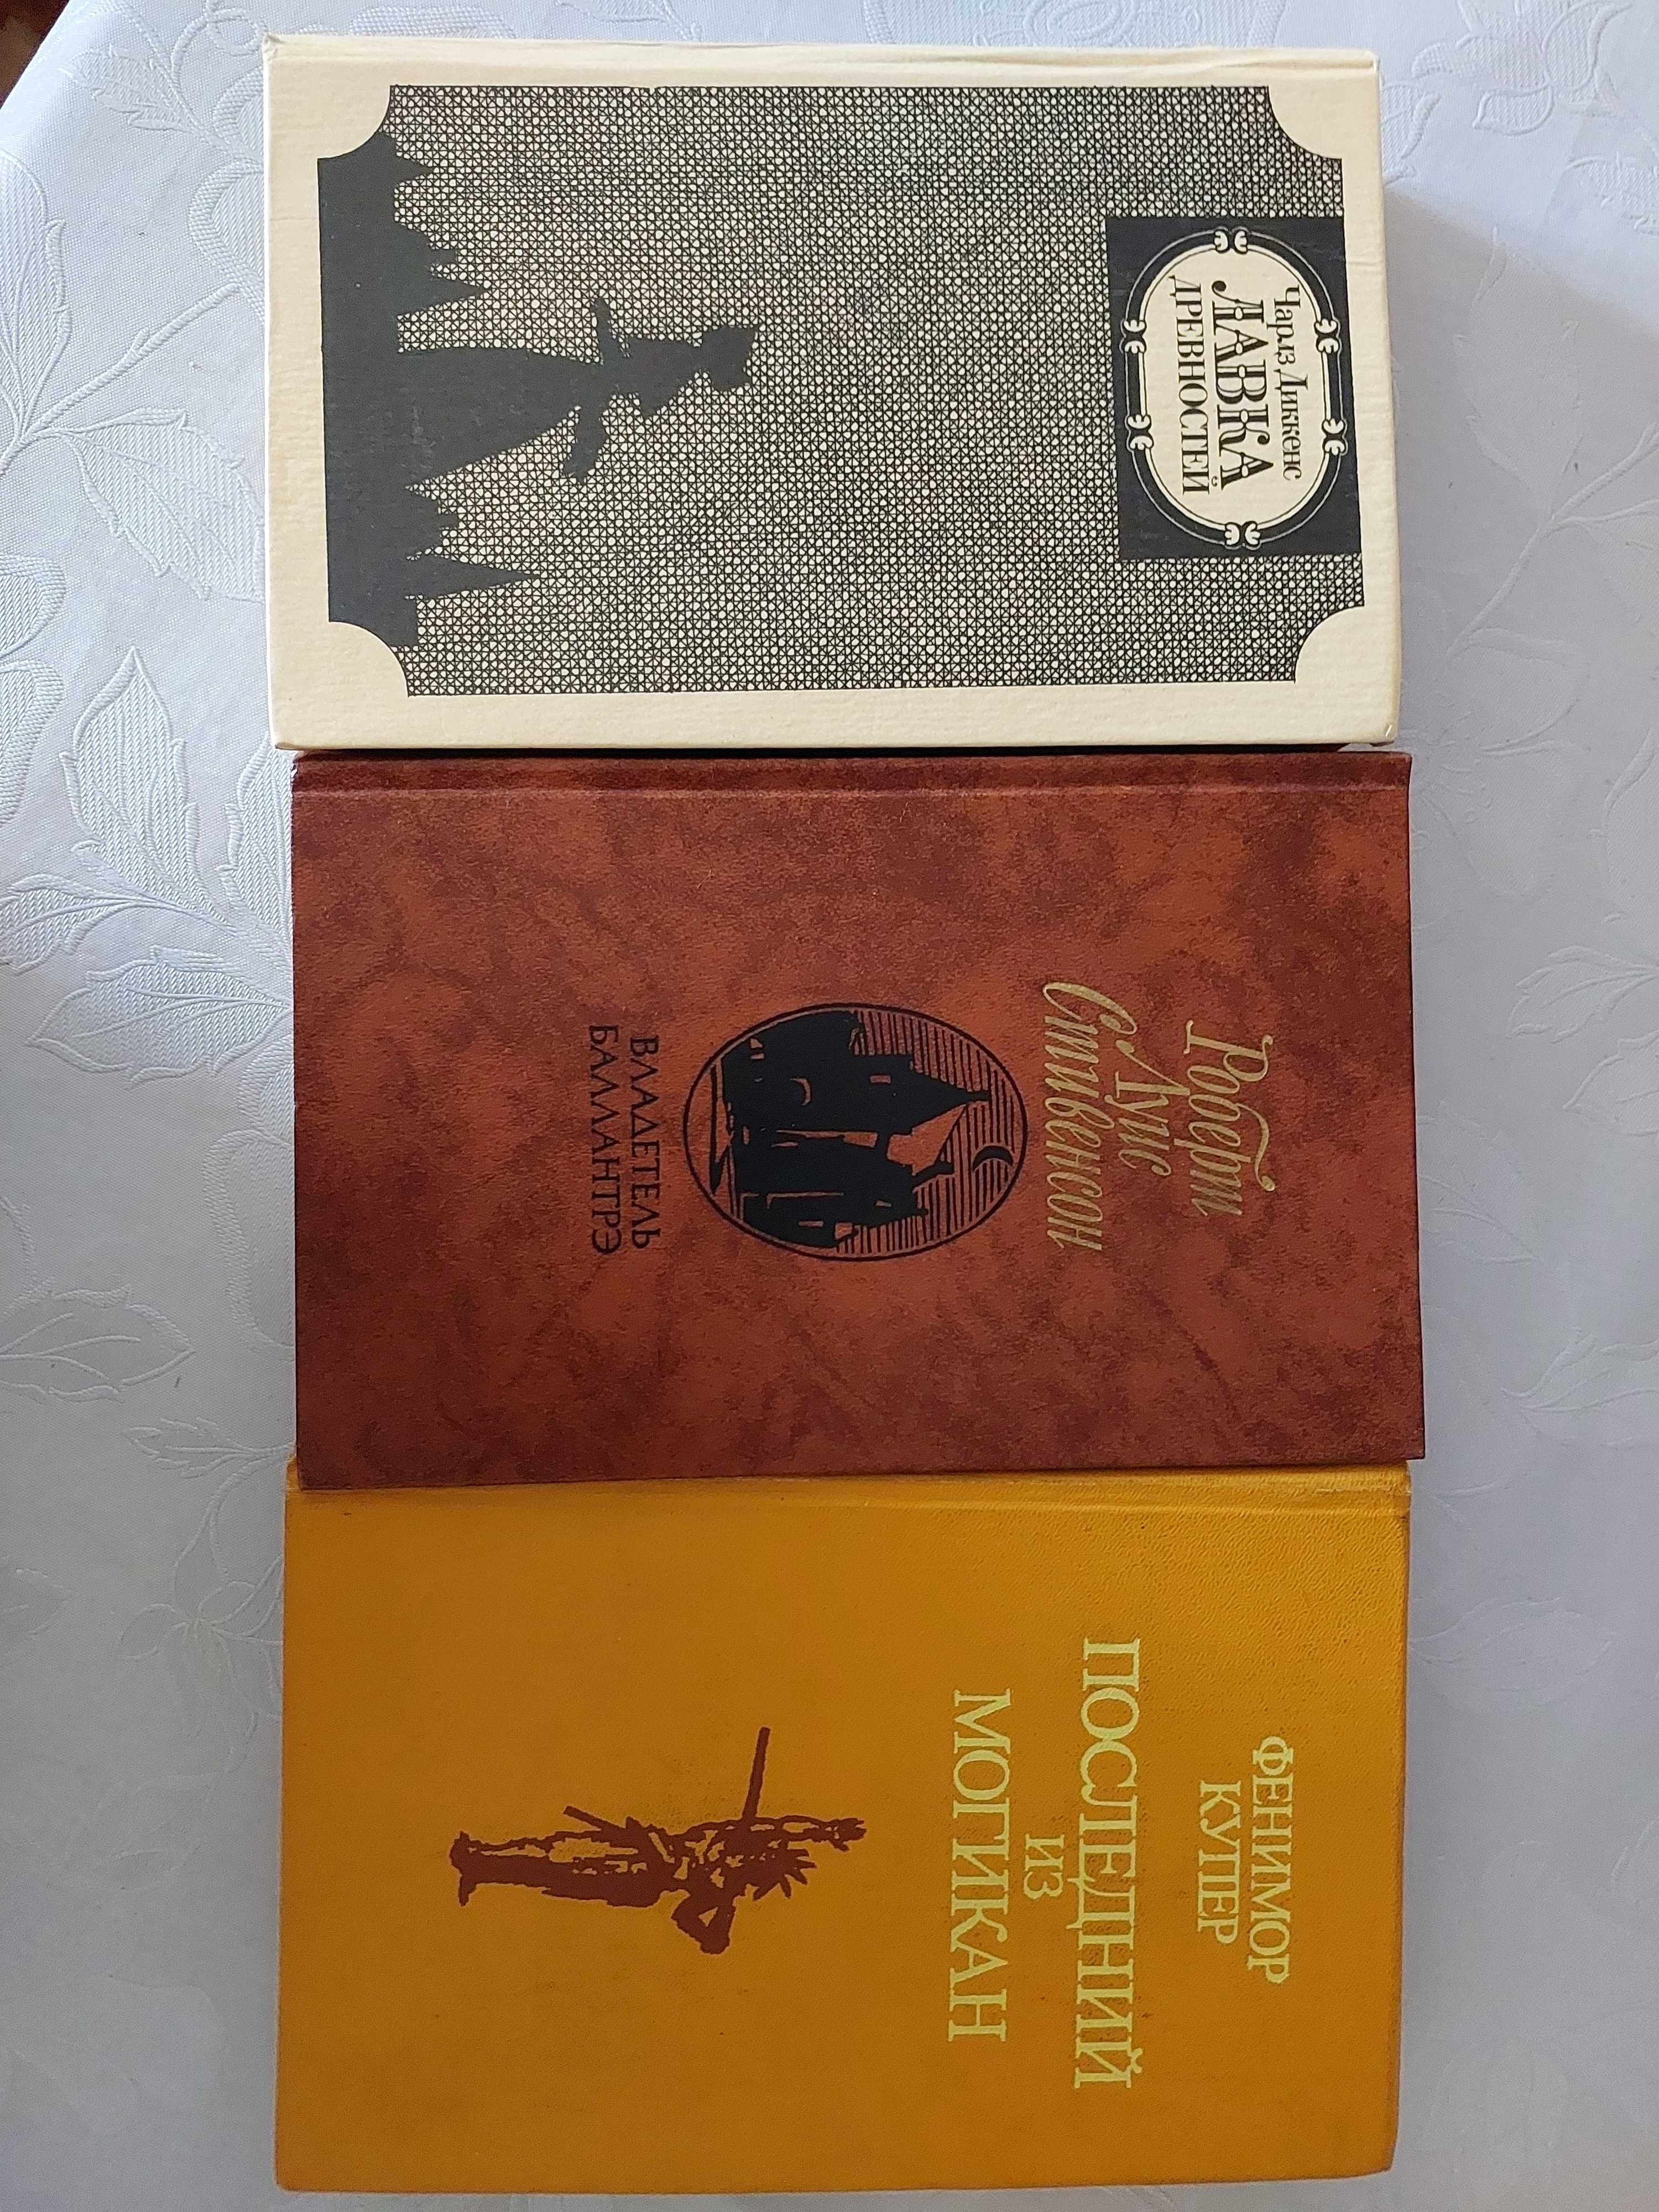 Чарлз Диккенс
ЛАВКА
ДРЕВНОСТЕЙ
Роберт
Луис
Стивенсон
ВЛАДЕТЕЛЬ
БАЛЛАНТРЭ
ФЕНИМОР
КУПЕР
ПОСЛЕДНИЙ
ИЗ
МОГИКАН